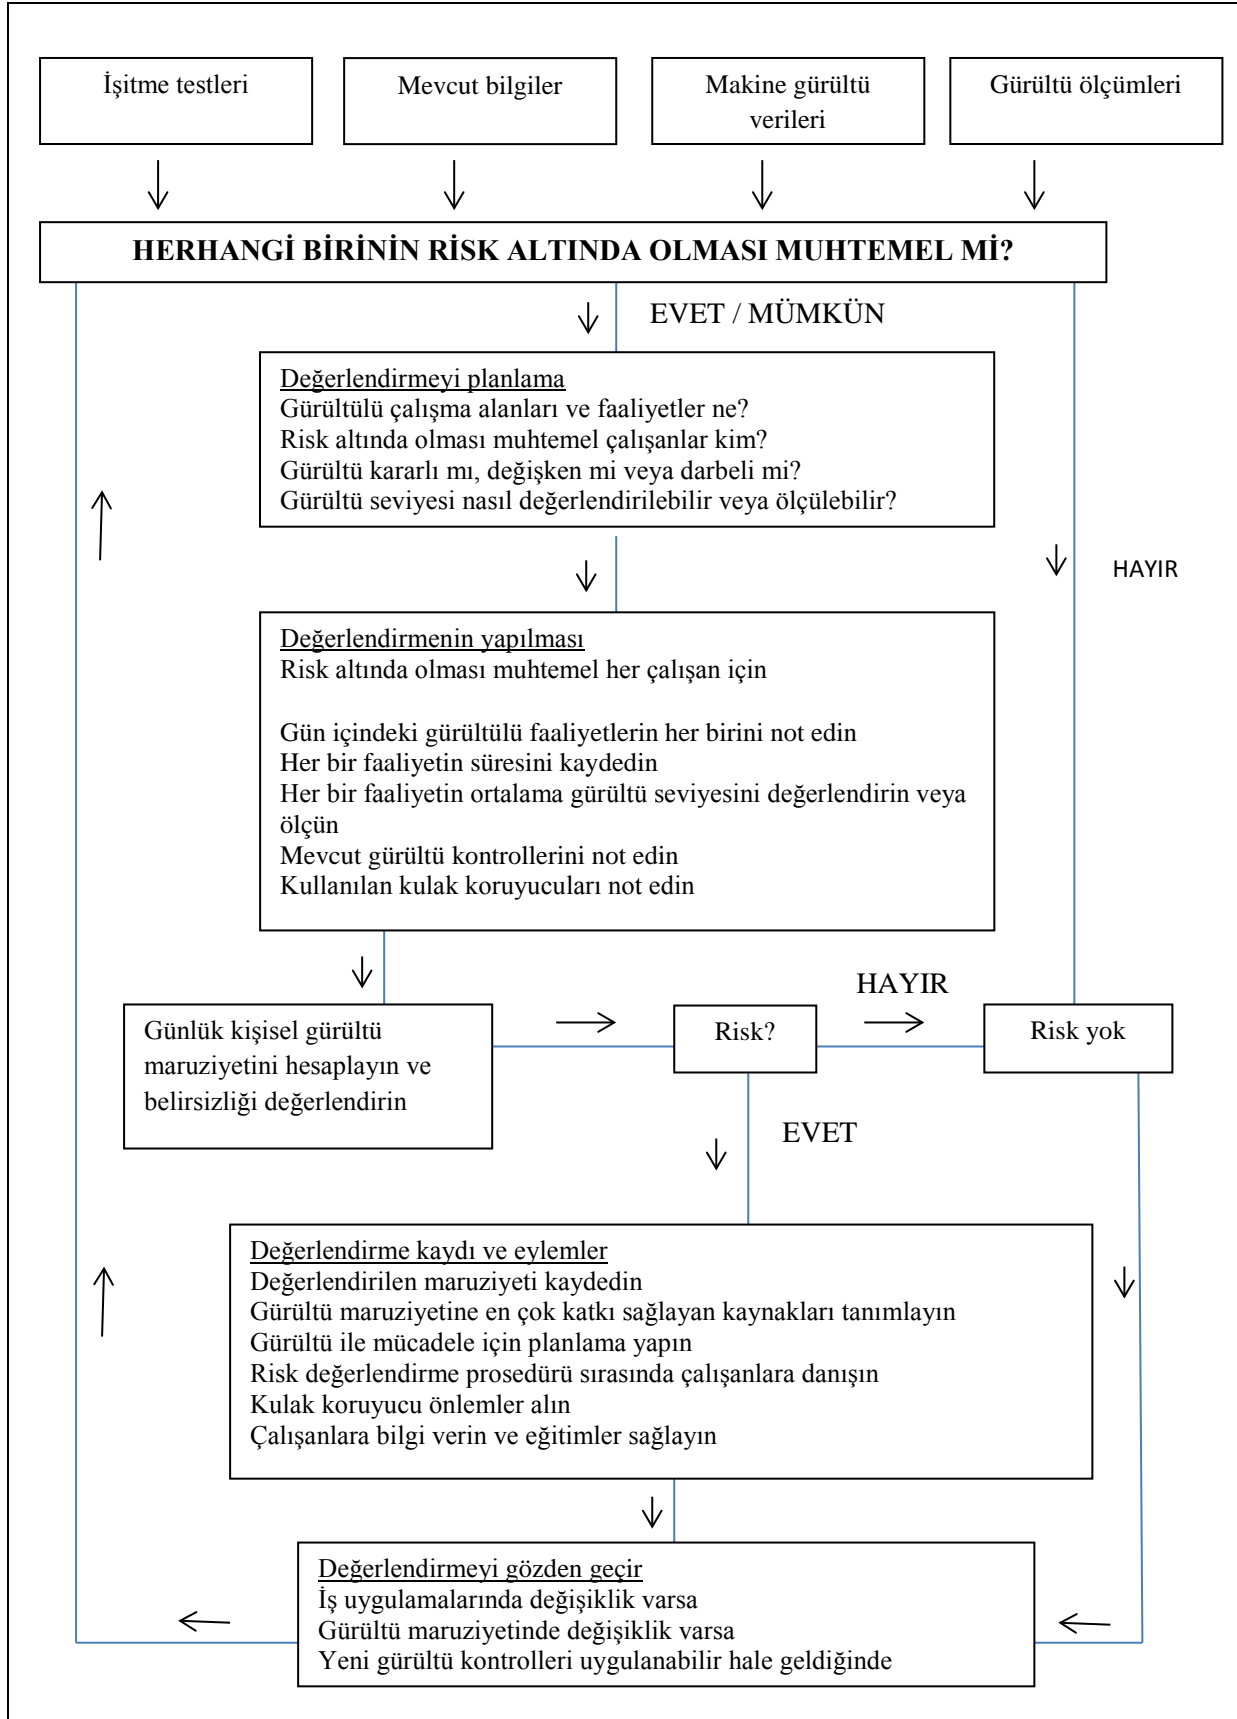 İşitme testleri
Mevcut bilgiler
Makine gürültü
verileri
Gürültü ölçümleri
HERHANGİ BİRİNİN RİSK ALTINDA OLMASI MUHTEMEL Mİ?
EVET / MÜMKÜN
Değerlendirmeyi planlama
Gürültülü çalışma alanları ve faaliyetler ne?
Risk altında olması muhtemel çalışanlar kim?
Gürültü kararlı mı, değişken mi veya darbeli mi?
Gürültü seviyesi nasıl değerlendirilebilir veya ölçülebilir?
HAYIR
Değerlendirmenin yapılması
Risk altında olması muhtemel her çalışan için
Gün içindeki gürültülü faaliyetlerin her birini not edin
Her bir faaliyetin süresini kaydedin
Her bir faaliyetin ortalama gürültü seviyesini değerlendirin veya
ölçün
Mevcut gürültü kontrollerini not edin
Kullanılan kulak koruyucuları not edin
Günlük kişisel gürültü
maruziyetini hesaplayın ve
belirsizliği değerlendirin
Risk?
HAYIR
Risk yok
EVET
Değerlendirme kaydı ve eylemler
Değerlendirilen maruziyeti kaydedin
Gürültü maruziyetine en çok katkı sağlayan kaynakları tanımlayın
Gürültü ile mücadele için planlama yapın
Risk değerlendirme prosedürü sırasında çalışanlara danışın
Kulak koruyucu önlemler alın
Çalışanlara bilgi verin ve eğitimler sağlayın
Değerlendirmeyi gözden geçir
İş uygulamalarında değişiklik varsa
Gürültü maruziyetinde değişiklik varsa
Yeni gürültü kontrolleri uygulanabilir hale geldiğinde